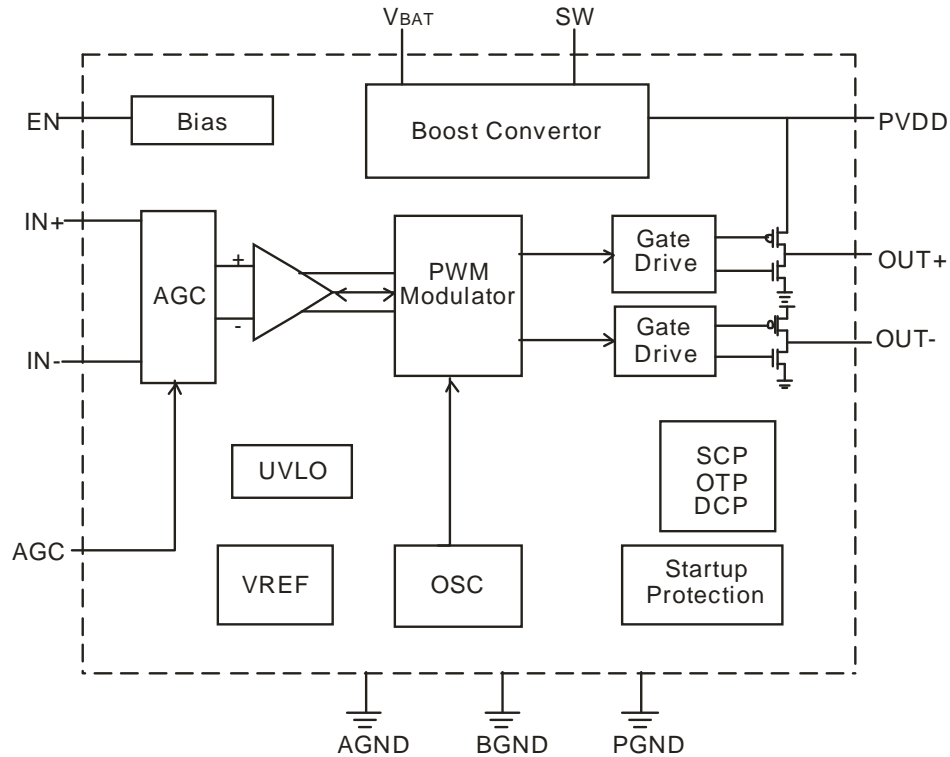 VBAT
SW
EN
Bias
Boost Convertor
PVDD
IN+
AGC
+
-
PWM
Modulator
Gate
Drive
OUT+
IN-
Gate
Drive
OUT-
UVLO
SCP
OTP
DCP
AGC
VREF
OSC
Startup
Protection
AGND
BGND
PGND